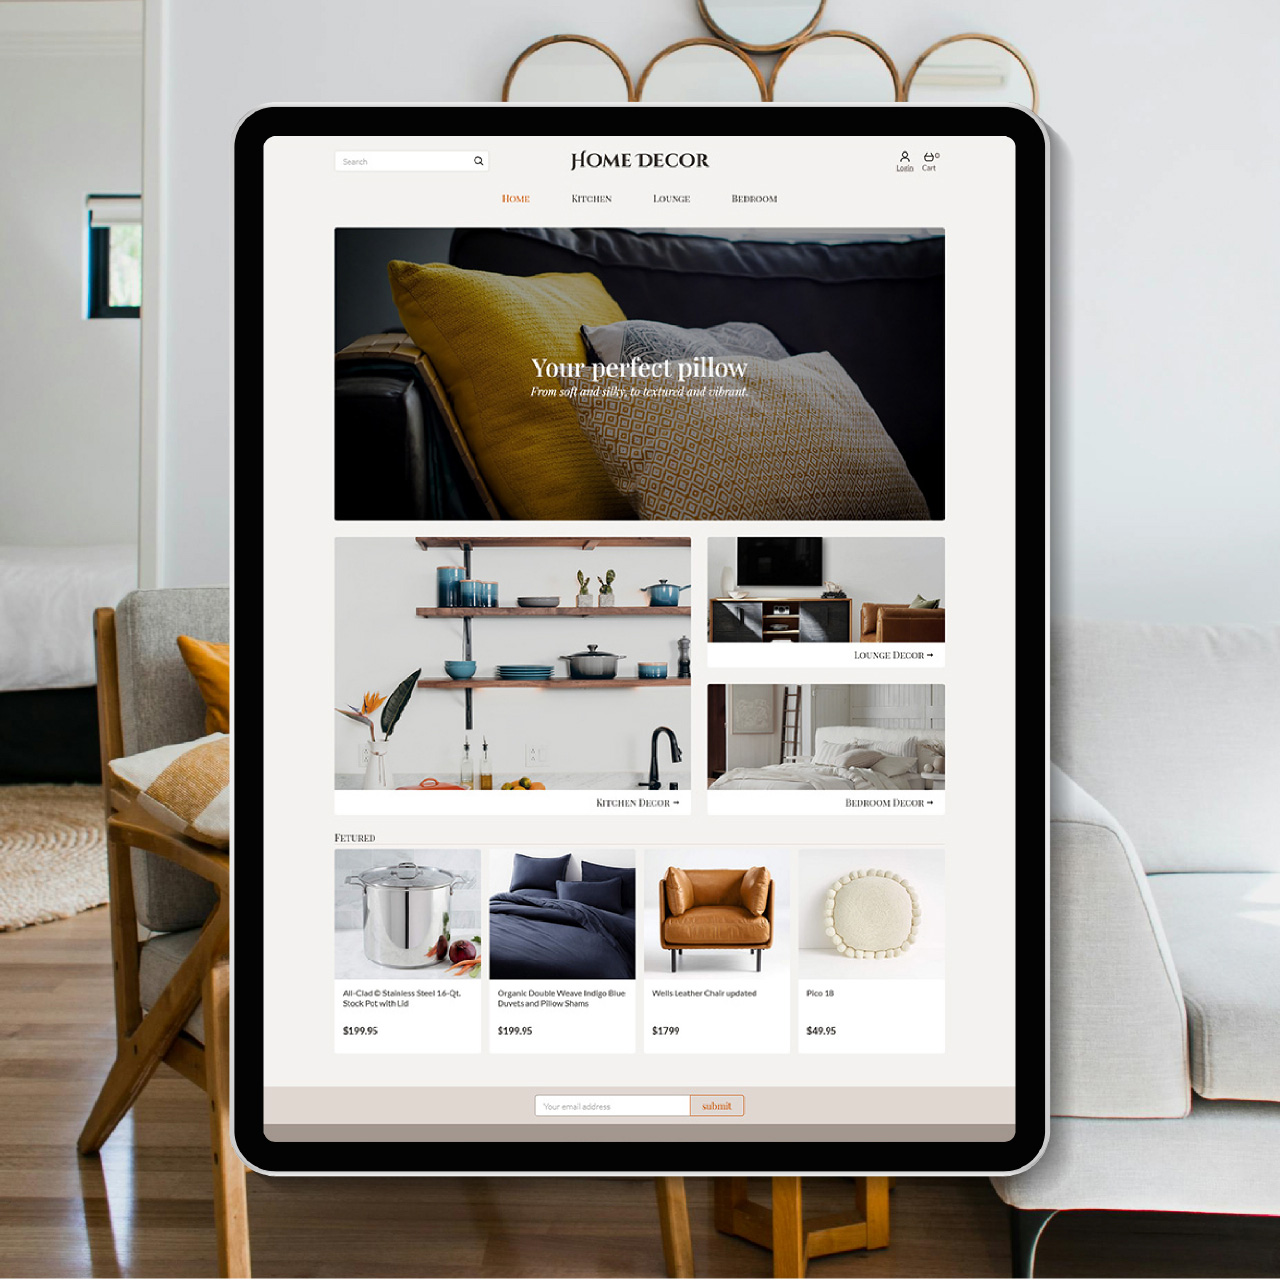 Search
Home Decor
Login
0
Cart
Home
Kitchen
Lounge
Bedroom
Your perfect pillow
From soft and silky, to textured and vibrant.
Lounge Decor →
Kitchen Decor →
Bedroom Decor →
Fetured
All-Clad © Stainless Steel 16-Qt.
Stock Pot with Lid
$199.95
Organic Double Weave Indigo Blue
Duvets and Pillow Shams
$199.95
Wells Leather Chair updated
$1799
Pico 18
$49.95
Your email address
submit